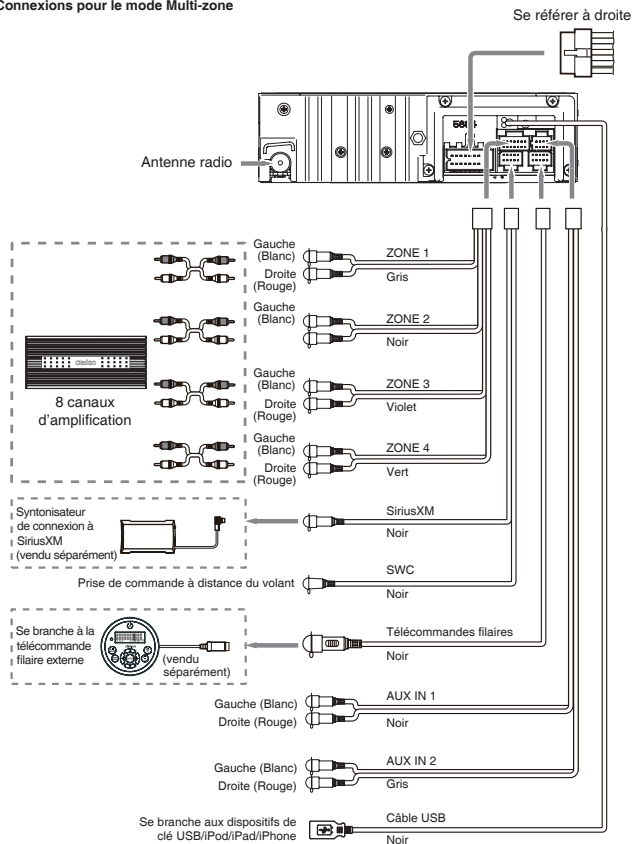 Connexions pour le mode Multi-zone
Se référer à droite
Antenne radio
Gauche
(Blanc)
ZONE 1
Droite
(Rouge)
Gris
Gauche
(Blanc)
ZONE 2
Noir
clarion
8 canaux
d'amplification
Gauche
(Blanc)
ZONE 3
Droite
(Rouge)
Violet
Gauche
(Blanc)
ZONE 4
Droite
(Rouge)
Vert
Syntonisateur
de connexion à
SiriusXM
(vendu séparément)
SiriusXM
Noir
Prise de commande à distance du volant
SWC
Noir
Se branche à la
télécommande
filaire externe
(vendu
séparément)
Télécommandes filaires
Noir
Gauche (Blanc)
AUX IN 1
Droite (Rouge)
Noir
Gauche (Blanc)
AUX IN 2
Droite (Rouge)
Gris
Se branche aux dispositifs de
clé USB/iPod/iPad/iPhone
Câble USB
Noir